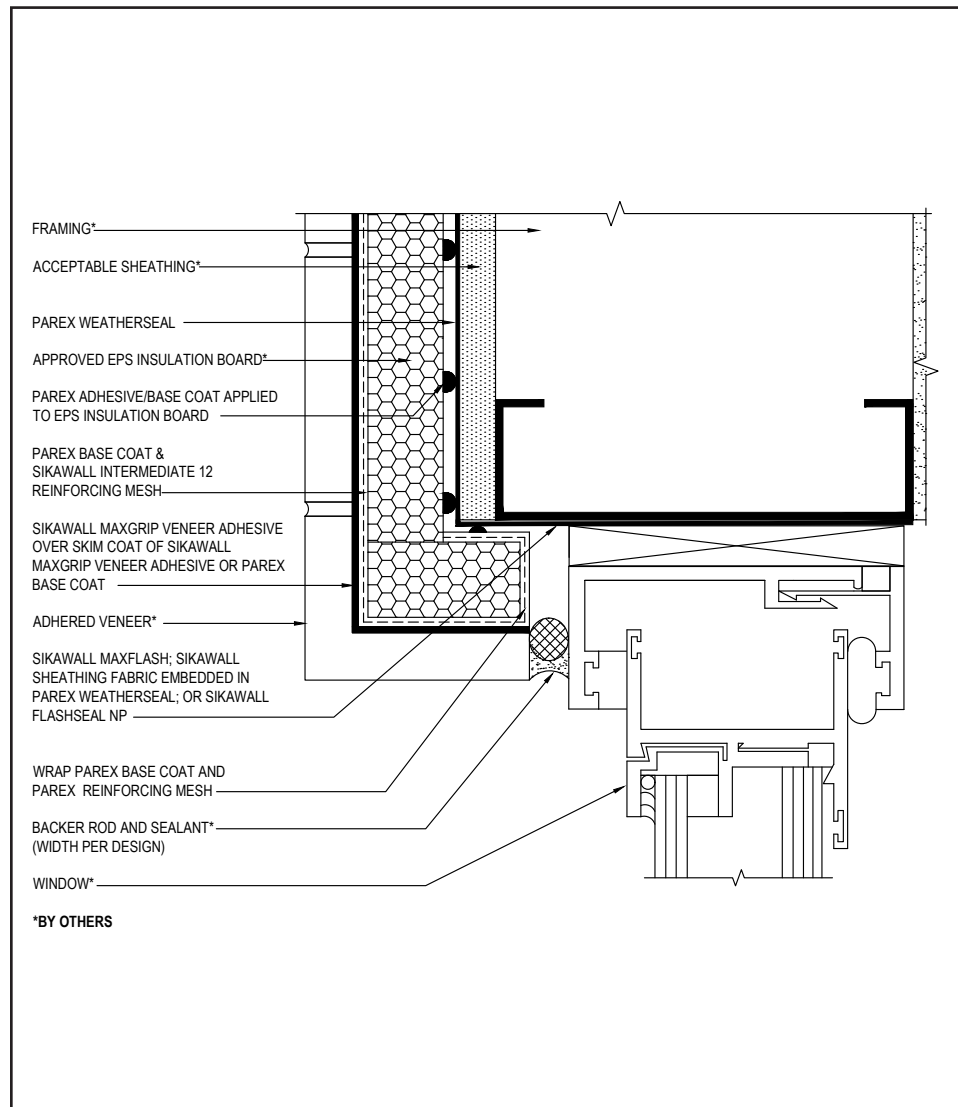 FRAMING*
ACCEPTABLE SHEATHING*
PAREX WEATHERSEAL
APPROVED EPS INSULATION BOARD*
PAREX ADHESIVE/BASE COAT APPLIED
TO EPS INSULATION BOARD
PAREX BASE COAT &
SIKAWALL INTERMEDIATE 12
REINFORCING MESH
SIKAWALL MAXGRIP VENEER ADHESIVE
OVER SKIM COAT OF SIKAWALL
MAXGRIP VENEER ADHESIVE OR PAREX
BASE COAT
ADHERED VENEER*
SIKAWALL MAXFLASH; SIKAWALL
SHEATHING FABRIC EMBEDDED IN
PAREX WEATHERSEAL; OR SIKAWALL
FLASHSEAL NP
WRAP PAREX BASE COAT AND
PAREX  REINFORCING MESH
BACKER ROD AND SEALANT*
(WIDTH PER DESIGN)
WINDOW*
*BY OTHERS